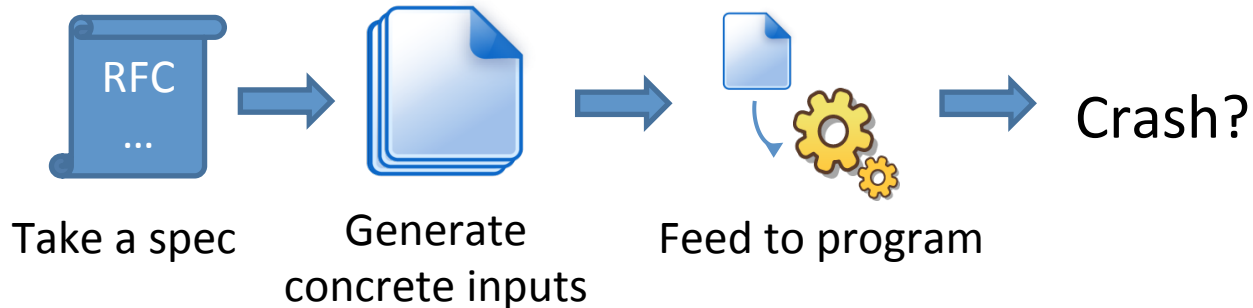 RFC
...
Crash?
Take a spec
Generate
concrete inputs
Feed to program